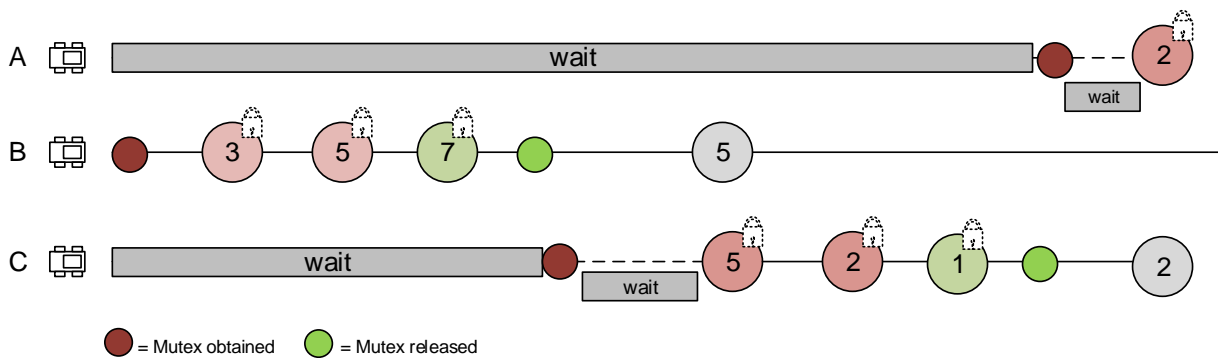 A wait 2
wait
B 3 5 7 5
C wait 5 2 1 2
wait
= Mutex obtained = Mutex released